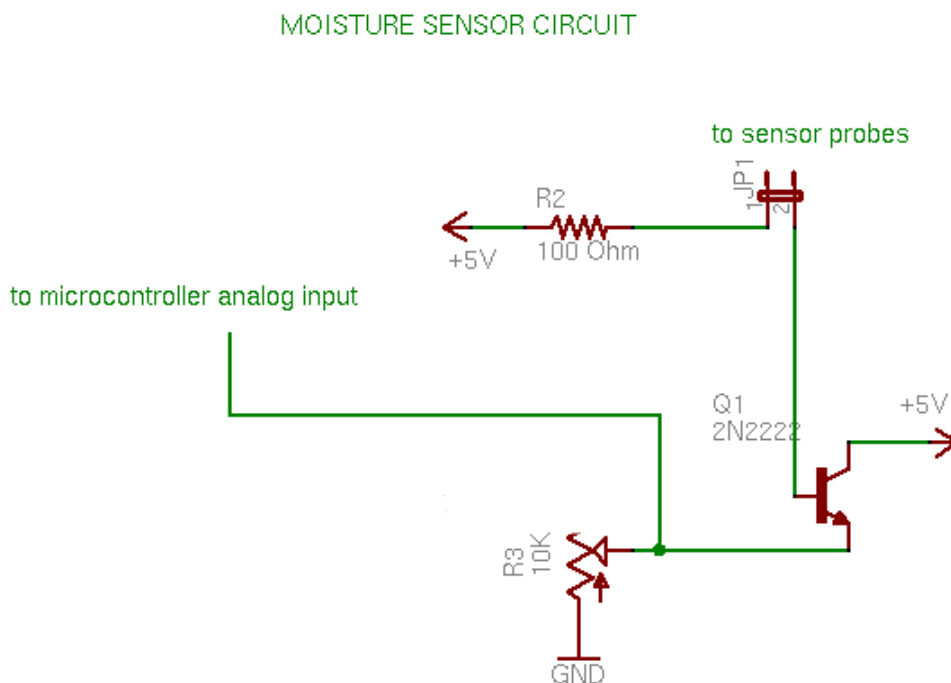 MOISTURE SENSOR CIRCUIT
to sensor probes
JP1
1
2
R2
100 Ohm
+5V
to microcontroller analog input
Q1
2N2222
+5V
R3
10K
GND